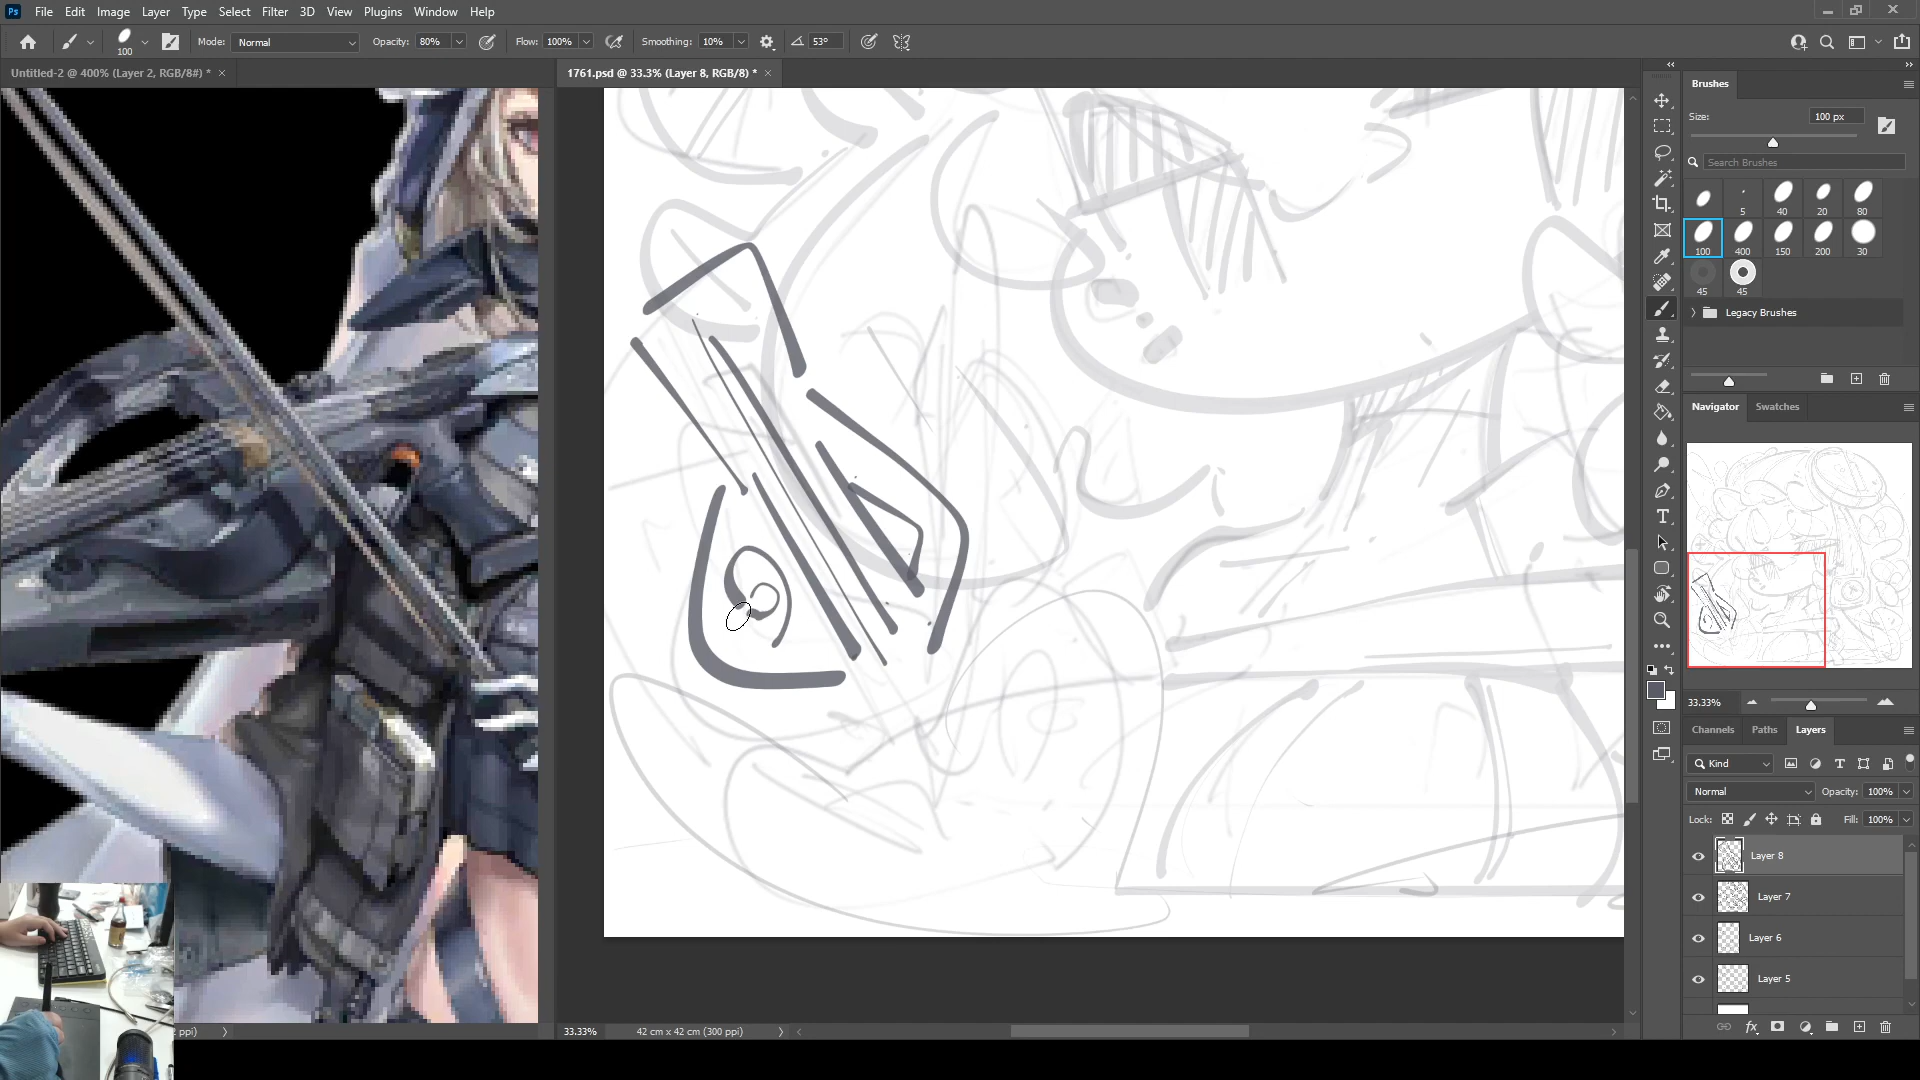 Ps File Edit Image Layer Type Select Filter 3D View Plugins Window Help
100 Mode: Normal Opacity: 80% Flow: 100% Smoothing: 10% 53°
Untitled-2 @ 400% (Layer 2, RGB/8#) * ×
1761.psd @ 33.3% (Layer 8, RGB/8) * ×
Brushes
Size: 100 px
Search Brushes
5 40 20 80
100 400 150 200 30
45 45
Legacy Brushes
Navigator Swatches
33.33%
Channels Paths Layers
Kind
Normal Opacity: 100%
Lock: Fill: 100%
Layer 8
Layer 7
Layer 6
Layer 5
fx
ppi)
33.33% 42 cm x 42 cm (300 ppi)